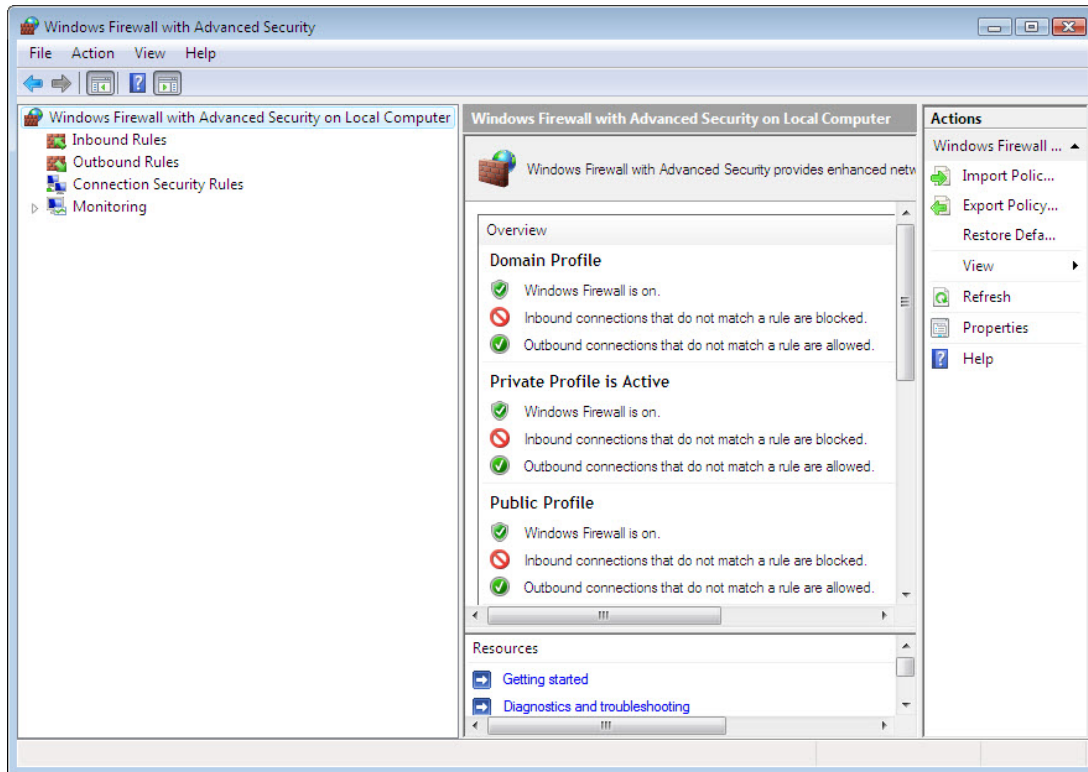 Windows Firewall with Advanced Security
File Action View Help
Windows Firewall with Advanced Security on Local Computer
Inbound Rules
Outbound Rules
Connection Security Rules
Monitoring
Windows Firewall with Advanced Security on Local Computer
Windows Firewall with Advanced Security provides enhanced netw
Overview
Domain Profile
Windows Firewall is on.
Inbound connections that do not match a rule are blocked.
Outbound connections that do not match a rule are allowed.
Private Profile is Active
Windows Firewall is on.
Inbound connections that do not match a rule are blocked.
Outbound connections that do not match a rule are allowed.
Public Profile
Windows Firewall is on.
Inbound connections that do not match a rule are blocked.
Outbound connections that do not match a rule are allowed.
Resources
Getting started
Diagnostics and troubleshooting
Actions
Windows Firewall ...
Import Polic...
Export Policy...
Restore Defa...
View
Refresh
Properties
Help